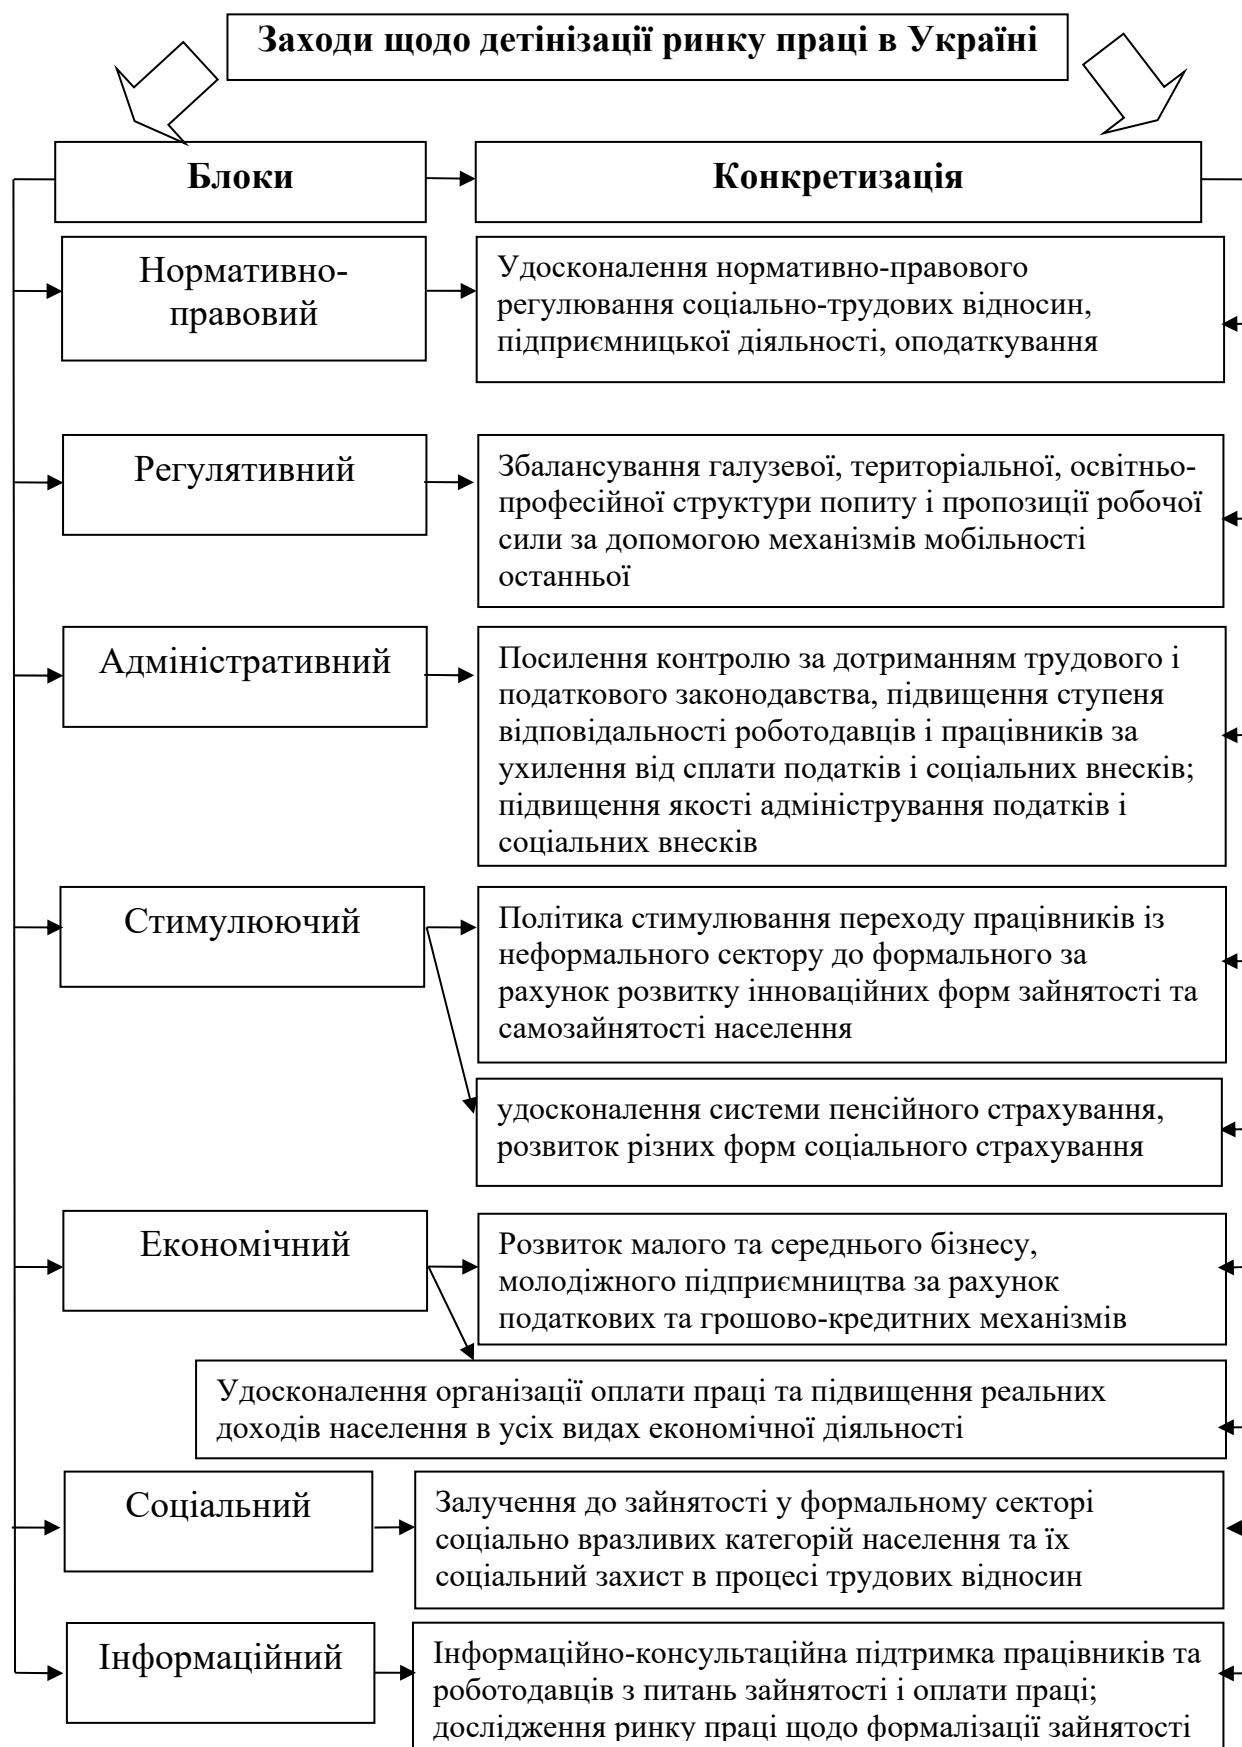 Заходи щодо детінізації ринку праці в Україні
Блоки
Конкретизація
Нормативно-
правовий
Удосконалення нормативно-правового
регулювання соціально-трудових відносин,
підприємницької діяльності, оподаткування
Регулятивний
Збалансування галузевої, територіальної, освітньо-
професійної структури попиту і пропозиції робочої
сили за допомогою механізмів мобільності
останньої
Адміністративний
Посилення контролю за дотриманням трудового і
податкового законодавства, підвищення ступеня
відповідальності роботодавців і працівників за
ухилення від сплати податків і соціальних внесків;
підвищення якості адміністрування податків і
соціальних внесків
Стимулюючий
Політика стимулювання переходу працівників із
неформального сектору до формального за
рахунок розвитку інноваційних форм зайнятості та
самозайнятості населення
удосконалення системи пенсійного страхування,
розвиток різних форм соціального страхування
Економічний
Розвиток малого та середнього бізнесу,
молодіжного підприємництва за рахунок
податкових та грошово-кредитних механізмів
Удосконалення організації оплати праці та підвищення реальних
доходів населення в усіх видах економічної діяльності
Соціальний
Залучення до зайнятості у формальному секторі
соціально вразливих категорій населення та їх
соціальний захист в процесі трудових відносин
Інформаційний
Інформаційно-консультаційна підтримка працівників та
роботодавців з питань зайнятості і оплати праці;
дослідження ринку праці щодо формалізації зайнятості